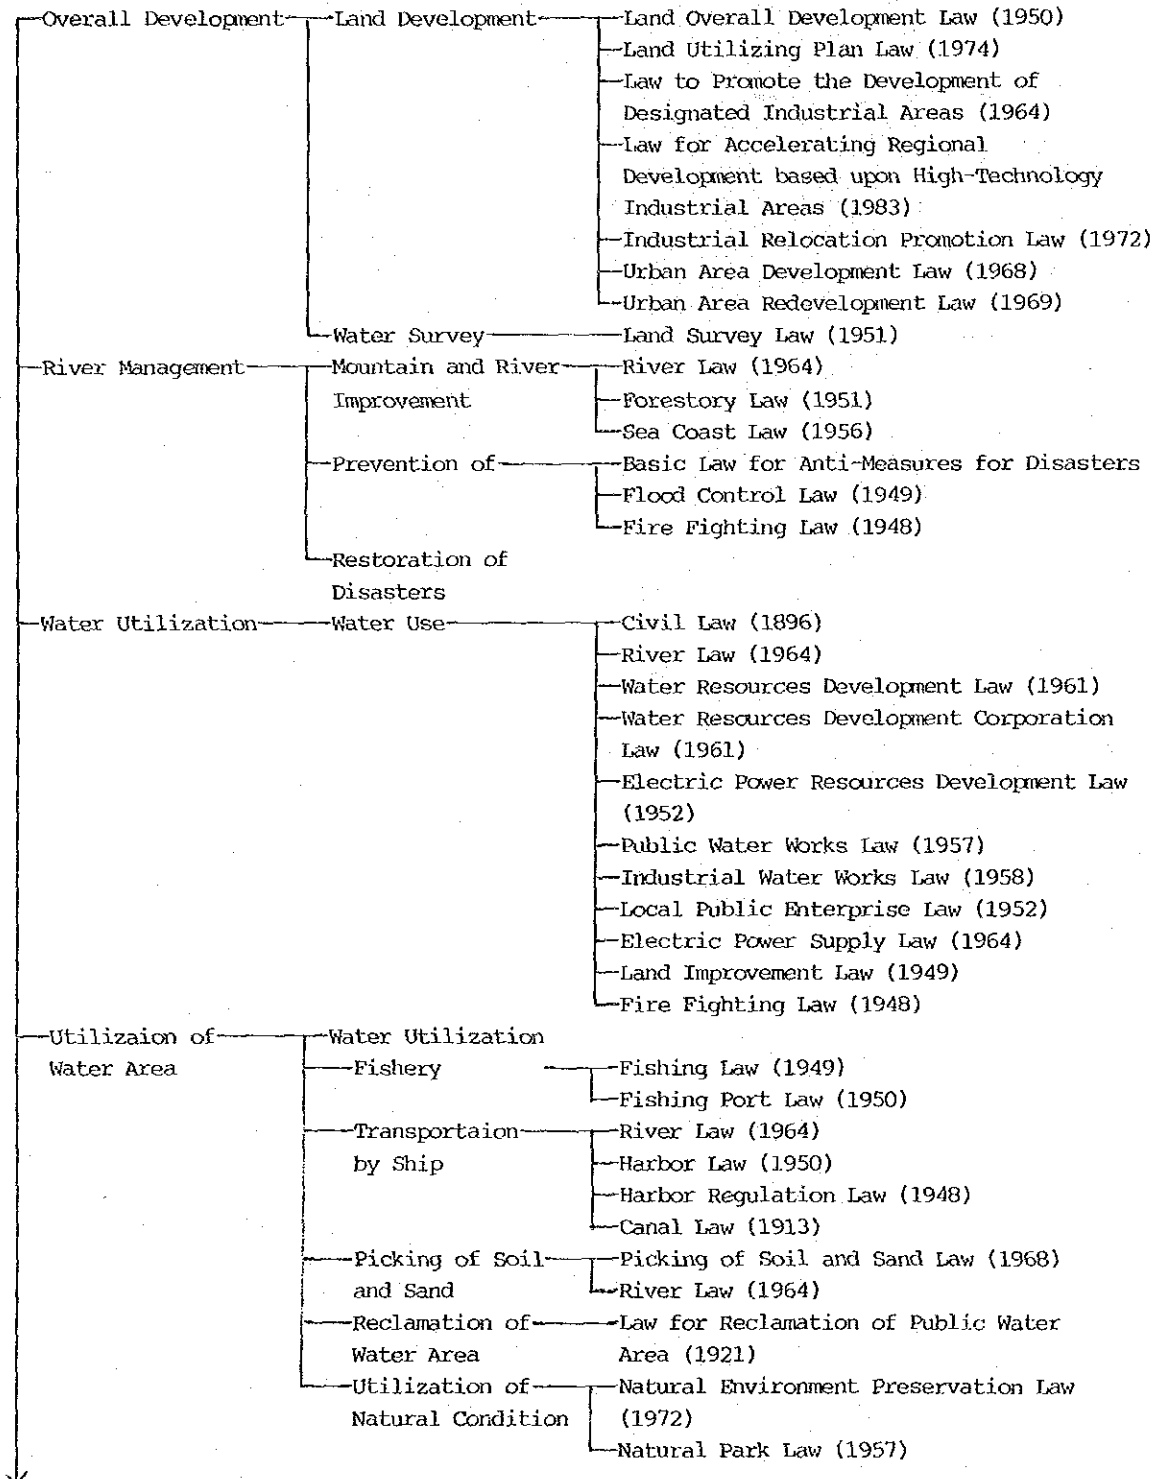 Overall Development Land Development Land Overall Development Law (1950)
Land Utilizing Plan Law (1974)
Law to Promote the Development of
Designated Industrial Areas (1964)
Law for Accelerating Regional
Development based upon High-Technology
Industrial Areas (1983)
Industrial Relocation Promotion Law (1972)
Urban Area Development Law (1968)
Urban Area Redevelopment Law (1969)
Water Survey Land Survey Law (1951)
River Management Mountain and River River Law (1964)
Improvement Forestory Law (1951)
Sea Coast Law (1956)
Prevention of Basic Law for Anti-Measures for Disasters
Flood Control Law (1949)
Fire Fighting Law (1948)
Restoration of
Disasters
Water Utilization Water Use Civil Law (1896)
River Law (1964)
Water Resources Development Law (1961)
Water Resources Development Corporation
Law (1961)
Electric Power Resources Development Law
(1952)
Public Water Works Law (1957)
Industrial Water Works Law (1958)
Local Public Enterprise Law (1952)
Electric Power Supply Law (1964)
Land Improvement Law (1949)
Fire Fighting Law (1948)
Utilizaion of Water Utilization
Water Area Fishery Fishing Law (1949)
Fishing Port Law (1950)
Transportaion River Law (1964)
by Ship Harbor Law (1950)
Harbor Regulation Law (1948)
Canal Law (1913)
Picking of Soil Picking of Soil and Sand Law (1968)
and Sand River Law (1964)
Reclamation of Law for Reclamation of Public Water
Water Area Area (1921)
Utilization of Natural Environment Preservation Law
Natural Condition (1972)
Natural Park Law (1957)